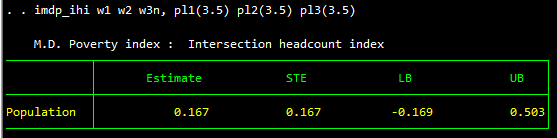 . . imdp_ihi w1 w2 w3n, pl1(3.5) pl2(3.5) pl3(3.5)
M.D. Poverty index : Intersection headcount index
Estimate STE LB UB
Population 0.167 0.167 -0.169 0.503